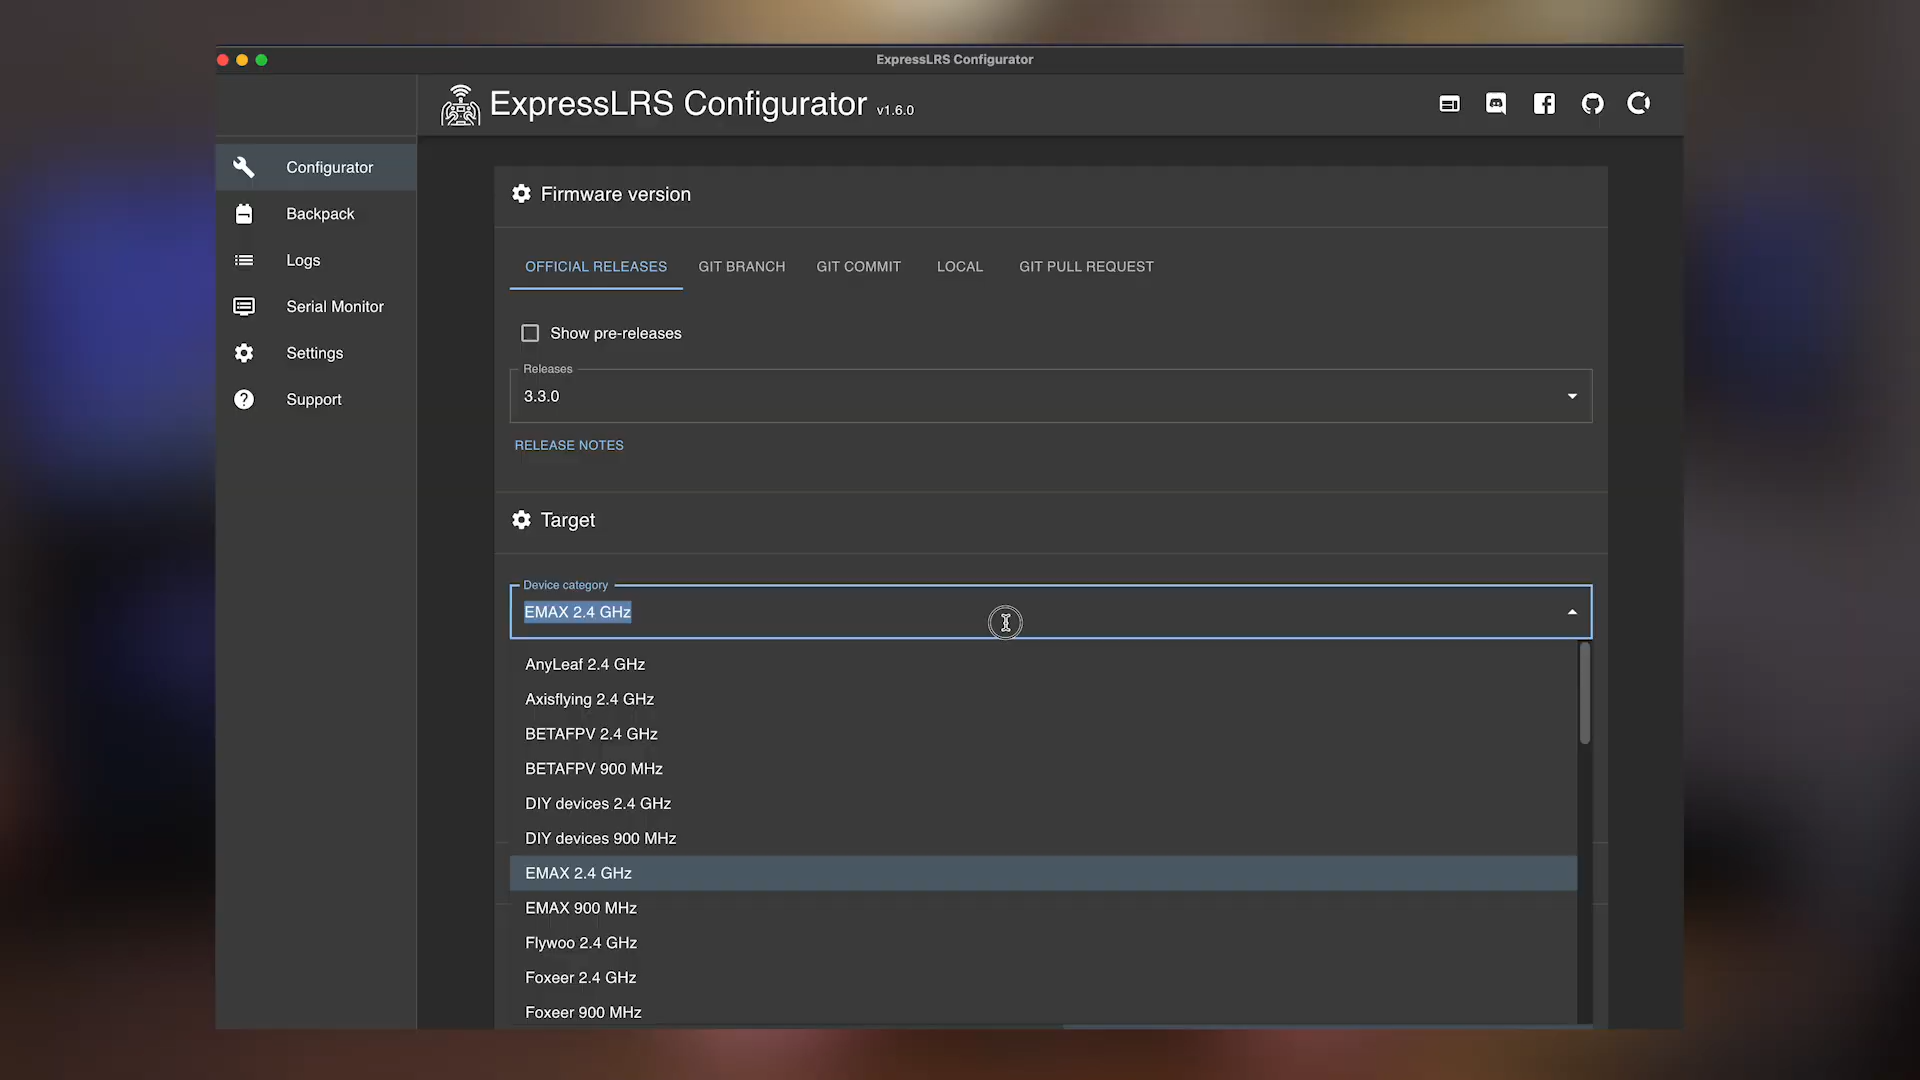 ExpressLRS Configurator
ExpressLRS Configurator v1.6.0
Configurator
Backpack
Logs
Serial Monitor
Settings
Support
Firmware version
OFFICIAL RELEASES GIT BRANCH GIT COMMIT LOCAL GIT PULL REQUEST
Show pre-releases
Releases
3.3.0
RELEASE NOTES
Target
Device category
EMAX 2.4 GHz
AnyLeaf 2.4 GHz
Axisflying 2.4 GHz
BETAFPV 2.4 GHz
BETAFPV 900 MHz
DIY devices 2.4 GHz
DIY devices 900 MHz
EMAX 2.4 GHz
EMAX 900 MHz
Flywoo 2.4 GHz
Foxeer 2.4 GHz
Foxeer 900 MHz